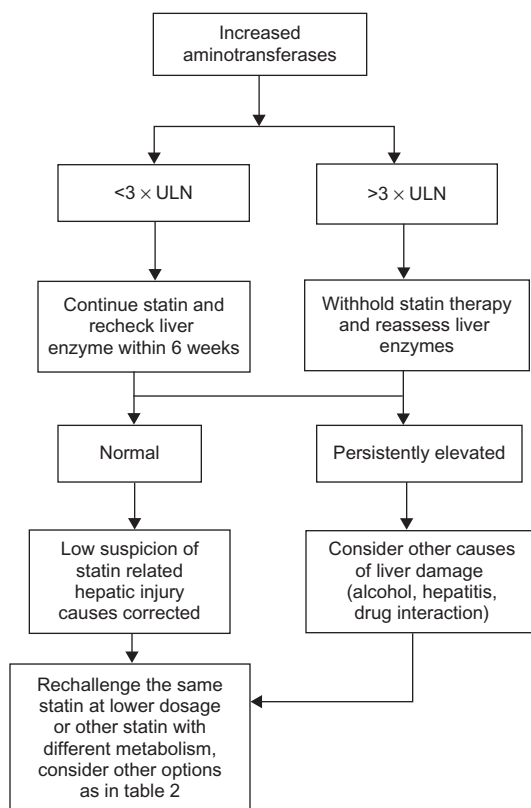 Increased
aminotransferases
<3 × ULN
>3 × ULN
Continue statin and
recheck liver
enzyme within 6 weeks
Withhold statin therapy
and reassess liver
enzymes
Normal
Persistently elevated
Low suspicion of
statin related
hepatic injury
causes corrected
Consider other causes
of liver damage
(alcohol, hepatitis,
drug interaction)
Rechallenge the same
statin at lower dosage
or other statin with
different metabolism,
consider other options
as in table 2